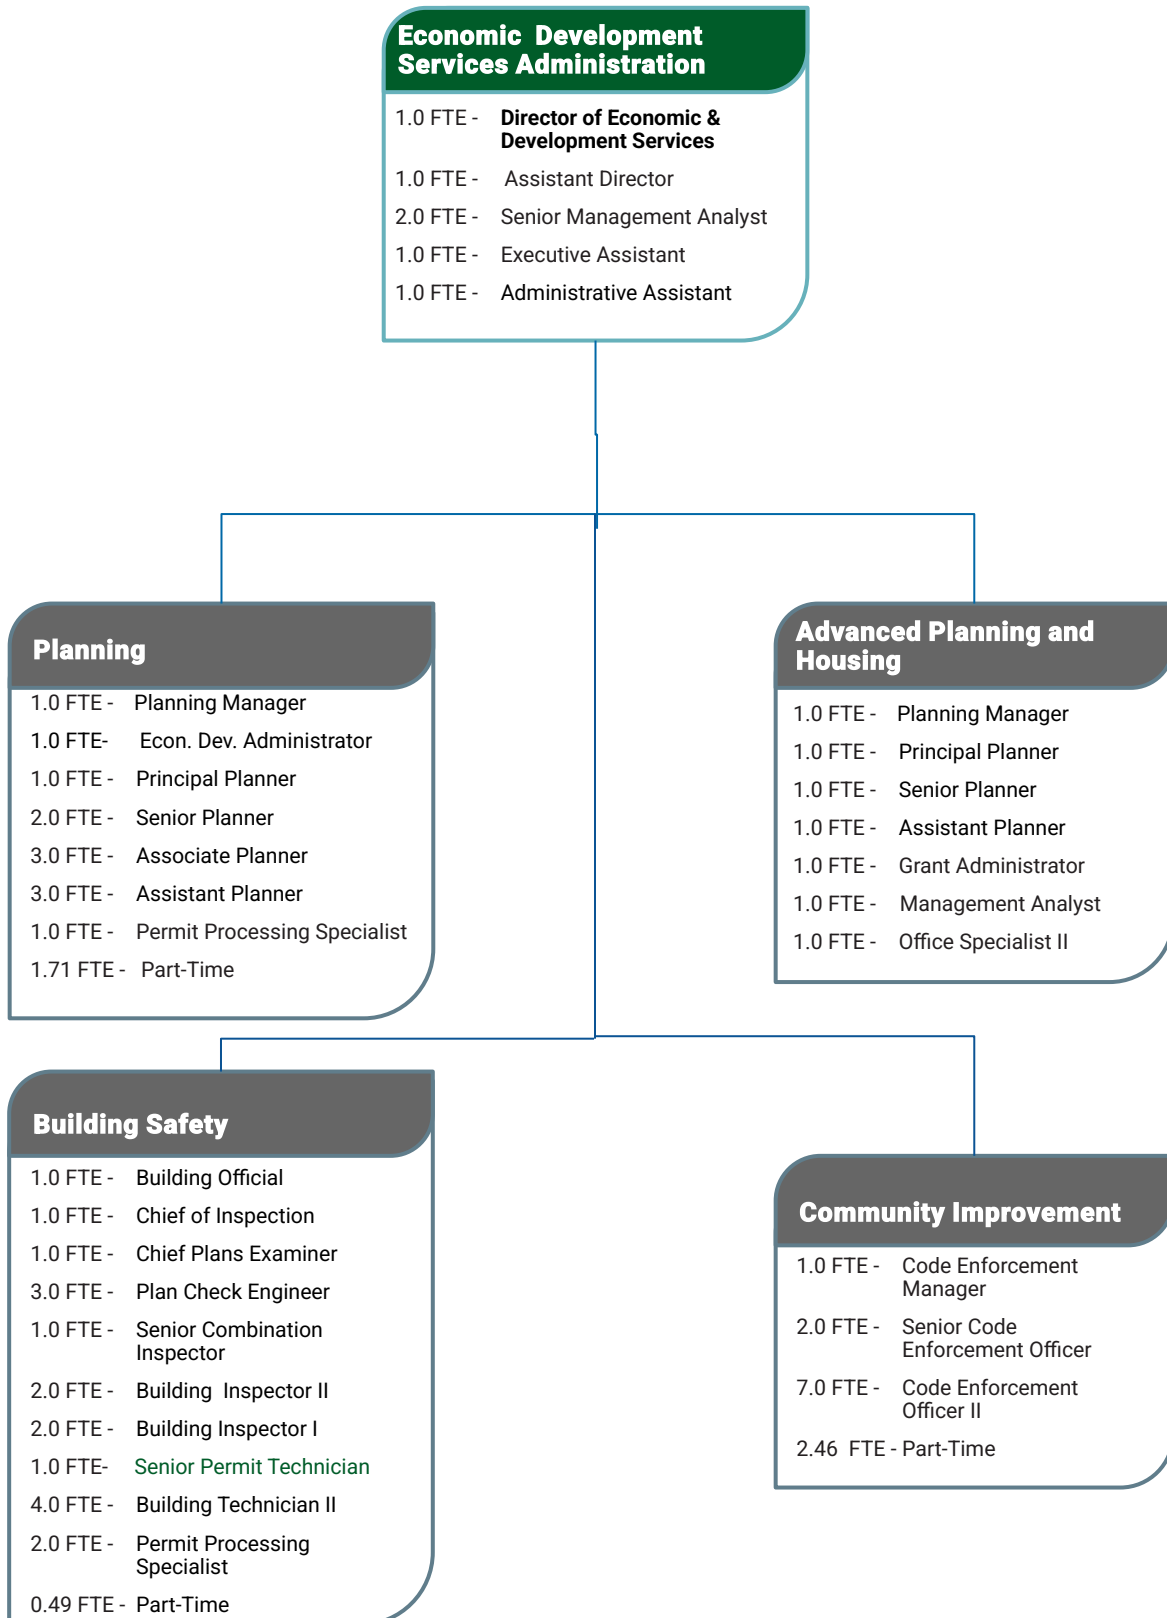 Economic Development
Services Administration
1.0 FTE - Director of Economic &
Development Services
1.0 FTE - Assistant Director
2.0 FTE - Senior Management Analyst
1.0 FTE - Executive Assistant
1.0 FTE - Administrative Assistant
Planning
1.0 FTE - Planning Manager
1.0 FTE- Econ. Dev. Administrator
1.0 FTE - Principal Planner
2.0 FTE - Senior Planner
3.0 FTE - Associate Planner
3.0 FTE - Assistant Planner
1.0 FTE - Permit Processing Specialist
1.71 FTE - Part-Time
Advanced Planning and
Housing
1.0 FTE - Planning Manager
1.0 FTE - Principal Planner
1.0 FTE - Senior Planner
1.0 FTE - Assistant Planner
1.0 FTE - Grant Administrator
1.0 FTE - Management Analyst
1.0 FTE - Office Specialist II
Building Safety
1.0 FTE - Building Official
1.0 FTE - Chief of Inspection
1.0 FTE - Chief Plans Examiner
3.0 FTE - Plan Check Engineer
1.0 FTE - Senior Combination
Inspector
2.0 FTE - Building Inspector II
2.0 FTE - Building Inspector I
1.0 FTE- Senior Permit Technician
4.0 FTE - Building Technician II
2.0 FTE - Permit Processing
Specialist
0.49 FTE - Part-Time
Community Improvement
1.0 FTE - Code Enforcement
Manager
2.0 FTE - Senior Code
Enforcement Officer
7.0 FTE - Code Enforcement
Officer II
2.46 FTE - Part-Time